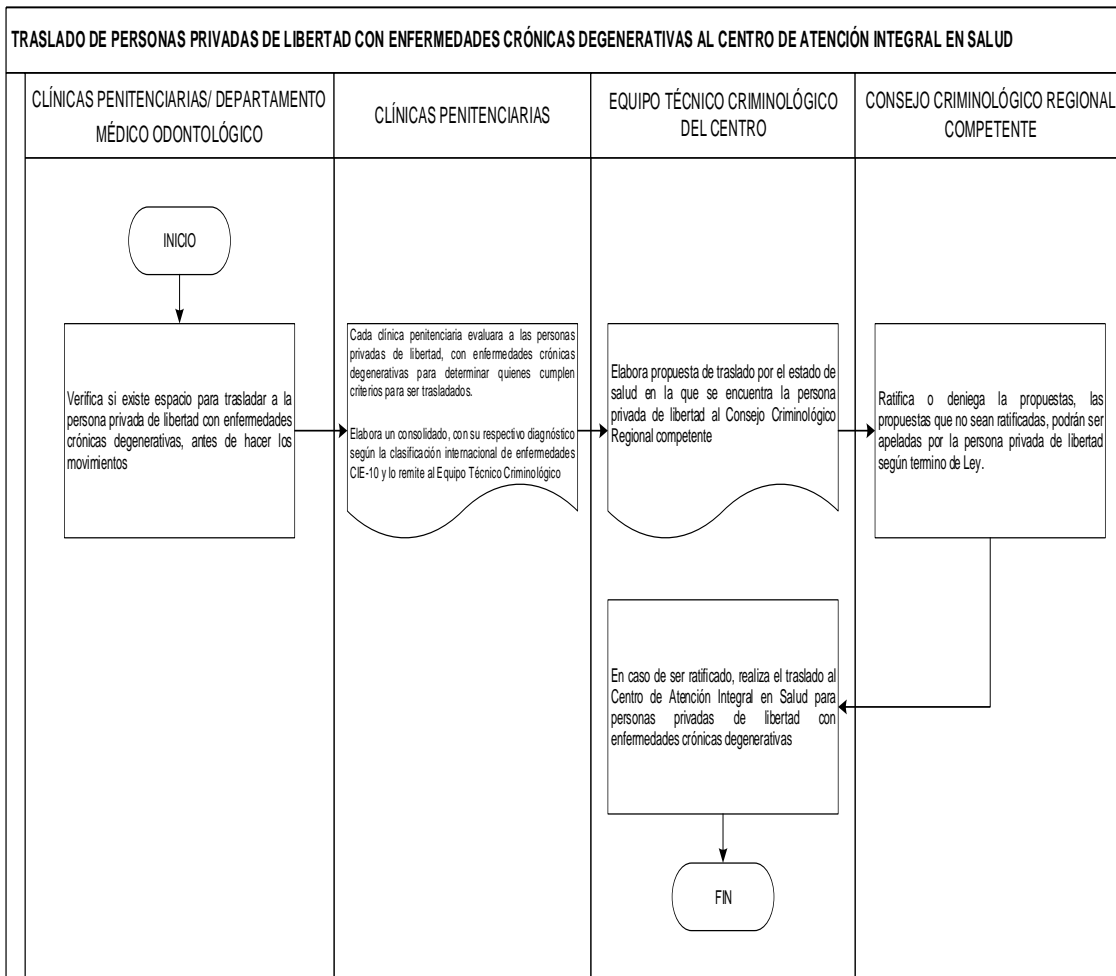 TRASLADO DE PERSONAS PRIVADAS DE LIBERTAD CON ENFERMEDADES CRÓNICAS DEGENERATIVAS AL CENTRO DE ATENCIÓN INTEGRAL EN SALUD
CLÍNICAS PENITENCIARIAS/ DEPARTAMENTO
MÉDICO ODONTOLÓGICO
CLÍNICAS PENITENCIARIAS
EQUIPO TÉCNICO CRIMINOLÓGICO
DEL CENTRO
CONSEJO CRIMINOLÓGICO REGIONAL
COMPETENTE
INICIO
Verifica si existe espacio para trasladar a la
persona privada de libertad con enfermedades
crónicas degenerativas, antes de hacer los
movimientos
Cada clínica penitenciaria evaluara a las personas
privadas de libertad, con enfermedades crónicas
degenerativas para determinar quienes cumplen
criterios para ser trasladados.
Elabora un consolidado, con su respectivo diagnóstico
según la clasificación internacional de enfermedades
CIE-10 y lo remite al Equipo Técnico Criminológico
Elabora propuesta de traslado por el estado de
salud en la que se encuentra la persona
privada de libertad al Consejo Criminológico
Regional competente
Ratifica o deniega la propuestas, las
propuestas que no sean ratificadas, podrán ser
apeladas por la persona privada de libertad
según termino de Ley.
En caso de ser ratificado, realiza el traslado al
Centro de Atención Integral en Salud para
personas privadas de libertad con
enfermedades crónicas degenerativas
FIN